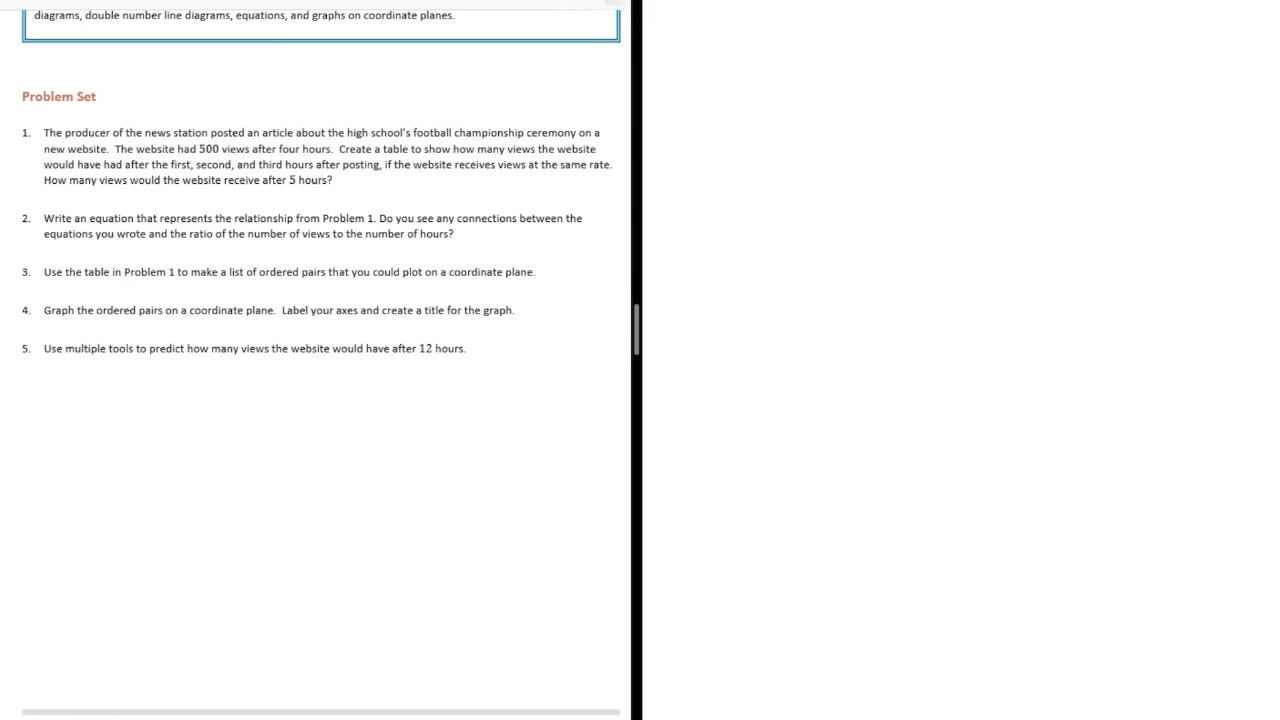 diagrams, double number line diagrams, equations, and graphs on coordinate planes.
Problem Set
1. The producer of the news station posted an article about the high school's football championship ceremony on a
new website. The website had 500 views after four hours. Create a table to show how many views the website
would have had after the first, second, and third hours after posting, if the website receives views at the same rate.
How many views would the website receive after 5 hours?
2. Write an equation that represents the relationship from Problem 1. Do you see any connections between the
equations you wrote and the ratio of the number of views to the number of hours?
3. Use the table in Problem 1 to make a list of ordered pairs that you could plot on a coordinate plane.
4. Graph the ordered pairs on a coordinate plane. Label your axes and create a title for the graph.
5. Use multiple tools to predict how many views the website would have after 12 hours.